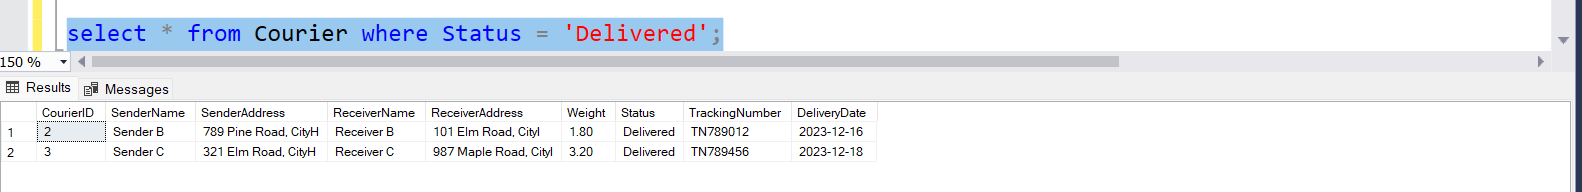 select * from Courier where Status = 'Delivered';
150 %
Results Messages
CourierID SenderName SenderAddress ReceiverName ReceiverAddress Weight Status TrackingNumber DeliveryDate
1 2 Sender B 789 Pine Road, CityH Receiver B 101 Elm Road, CityI 1.80 Delivered TN789012 2023-12-16
2 3 Sender C 321 Elm Road, CityH Receiver C 987 Maple Road, CityI 3.20 Delivered TN789456 2023-12-18